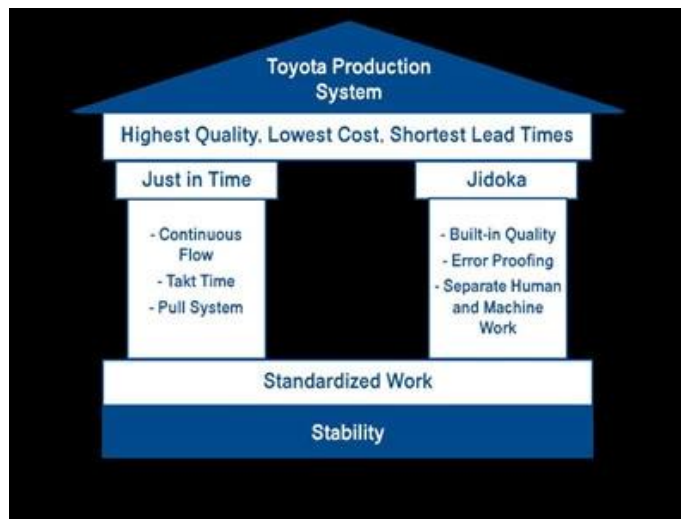 Toyota Production
System
Highest Quality, Lowest Cost, Shortest Lead Times
Just in Time
- Continuous
Flow
- Takt Time
- Pull System
Jidoka
- Built-in Quality
- Error Proofing
- Separate Human
and Machine
Work
Standardized Work
Stability